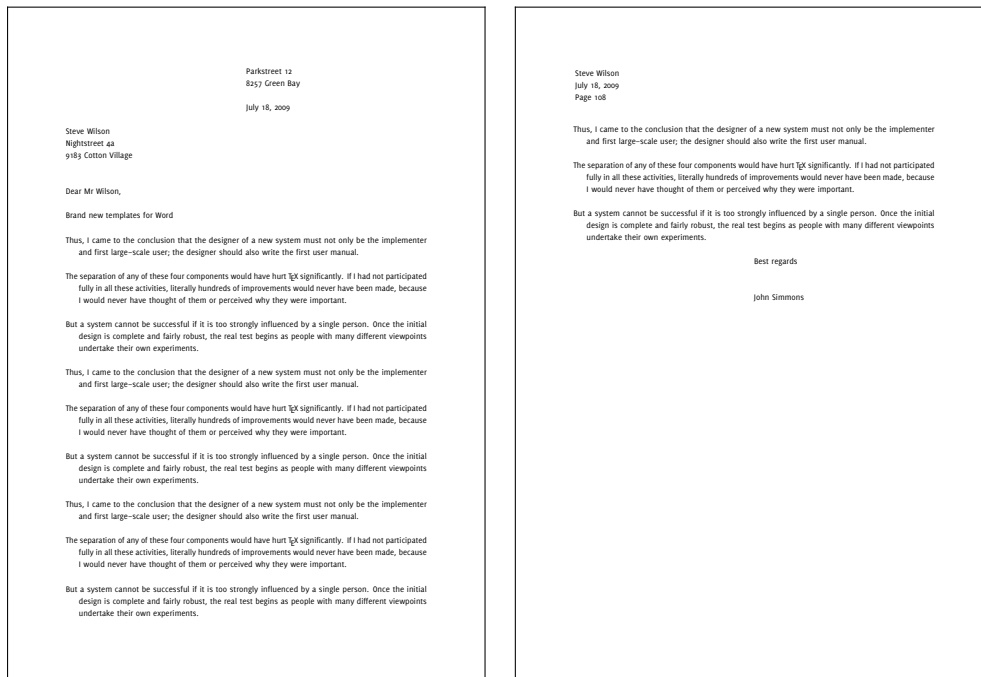 Parkstreet 12
8257 Green Bay
July 18, 2009
Steve Wilson
Nightstreet 4a
9183 Cotton Village
Dear Mr Wilson,
Brand new templates for Word
Thus, I came to the conclusion that the designer of a new system must not only be the implementer
and first large-scale user; the designer should also write the first user manual.
The separation of any of these four components would have hurt TEX significantly. If I had not participated
fully in all these activities, literally hundreds of improvements would never have been made, because
I would never have thought of them or perceived why they were important.
But a system cannot be successful if it is too strongly influenced by a single person. Once the initial
design is complete and fairly robust, the real test begins as people with many different viewpoints
undertake their own experiments.
Thus, I came to the conclusion that the designer of a new system must not only be the implementer
and first large-scale user; the designer should also write the first user manual.
The separation of any of these four components would have hurt TEX significantly. If I had not participated
fully in all these activities, literally hundreds of improvements would never have been made, because
I would never have thought of them or perceived why they were important.
But a system cannot be successful if it is too strongly influenced by a single person. Once the initial
design is complete and fairly robust, the real test begins as people with many different viewpoints
undertake their own experiments.
Thus, I came to the conclusion that the designer of a new system must not only be the implementer
and first large-scale user; the designer should also write the first user manual.
The separation of any of these four components would have hurt TEX significantly. If I had not participated
fully in all these activities, literally hundreds of improvements would never have been made, because
I would never have thought of them or perceived why they were important.
But a system cannot be successful if it is too strongly influenced by a single person. Once the initial
design is complete and fairly robust, the real test begins as people with many different viewpoints
undertake their own experiments.
Steve Wilson
July 18, 2009
Page 108
Thus, I came to the conclusion that the designer of a new system must not only be the implementer
and first large-scale user; the designer should also write the first user manual.
The separation of any of these four components would have hurt TEX significantly. If I had not participated
fully in all these activities, literally hundreds of improvements would never have been made, because
I would never have thought of them or perceived why they were important.
But a system cannot be successful if it is too strongly influenced by a single person. Once the initial
design is complete and fairly robust, the real test begins as people with many different viewpoints
undertake their own experiments.
Best regards
John Simmons